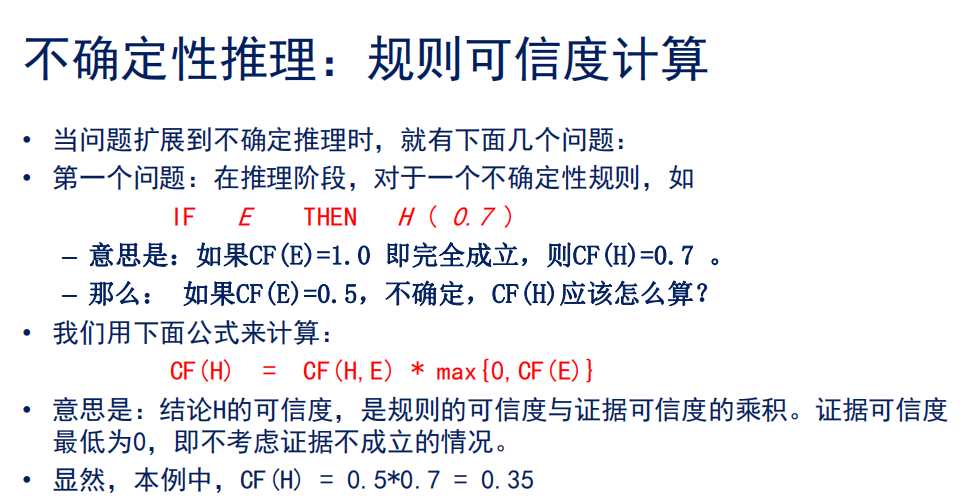 不确定性推理：规则可信度计算
• 当问题扩展到不确定推理时，就有下面几个问题：
• 第一个问题：在推理阶段，对于一个不确定性规则，如
IF E THEN H ( 0.7 )
– 意思是：如果CF(E)=1.0 即完全成立，则CF(H)=0.7 。
– 那么： 如果CF(E)=0.5，不确定，CF(H)应该怎么算？
• 我们用下面公式来计算：
CF(H) = CF(H,E) * max{0,CF(E)}
• 意思是：结论H的可信度，是规则的可信度与证据可信度的乘积。证据可信度
最低为0，即不考虑证据不成立的情况。
• 显然，本例中，CF(H) = 0.5*0.7 = 0.35